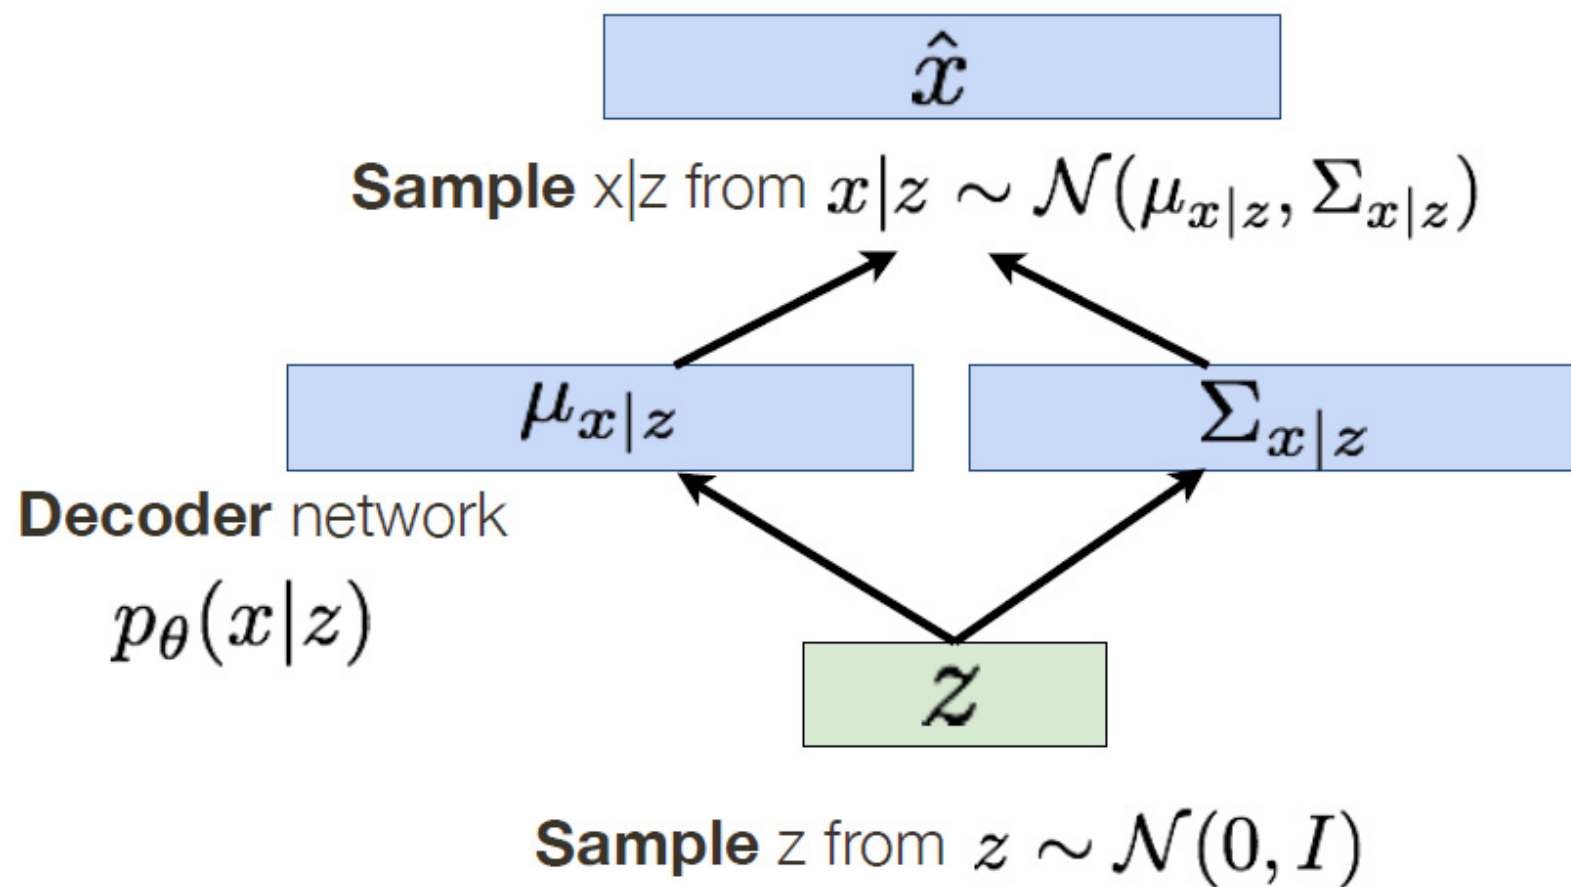 x̂
Sample x|z from x|z ∼ 𝒩(μ_{x|z}, Σ_{x|z})
μ_{x|z}
Σ_{x|z}
Decoder network
p_θ(x|z)
z
Sample z from z ∼ 𝒩(0, I)